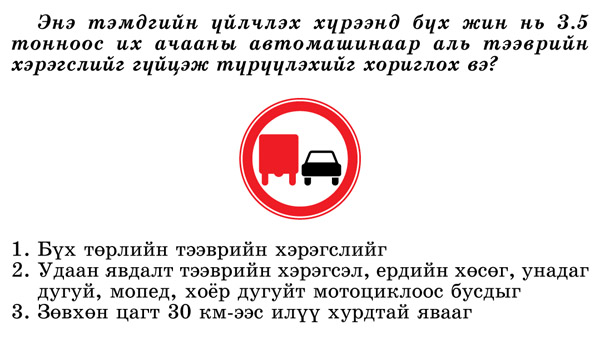 Энэ тэмдгийн үйлчлэх хүрээнд бүх жин нь 3.5
тонноос их ачааны автомашинаар аль тээврийн
хэрэгслийг гүйцэж түрүүлэхийг хориглох вэ?
1. Бүх төрлийн тээврийн хэрэгслийг
2. Удаан явдалт тээврийн хэрэгсэл, ердийн хөсөг, унадаг
дугуй, мопед, хоёр дугуйт мотоциклоос бусдыг
3. Зөвхөн цагт 30 км-ээс илүү хурдтай явааг